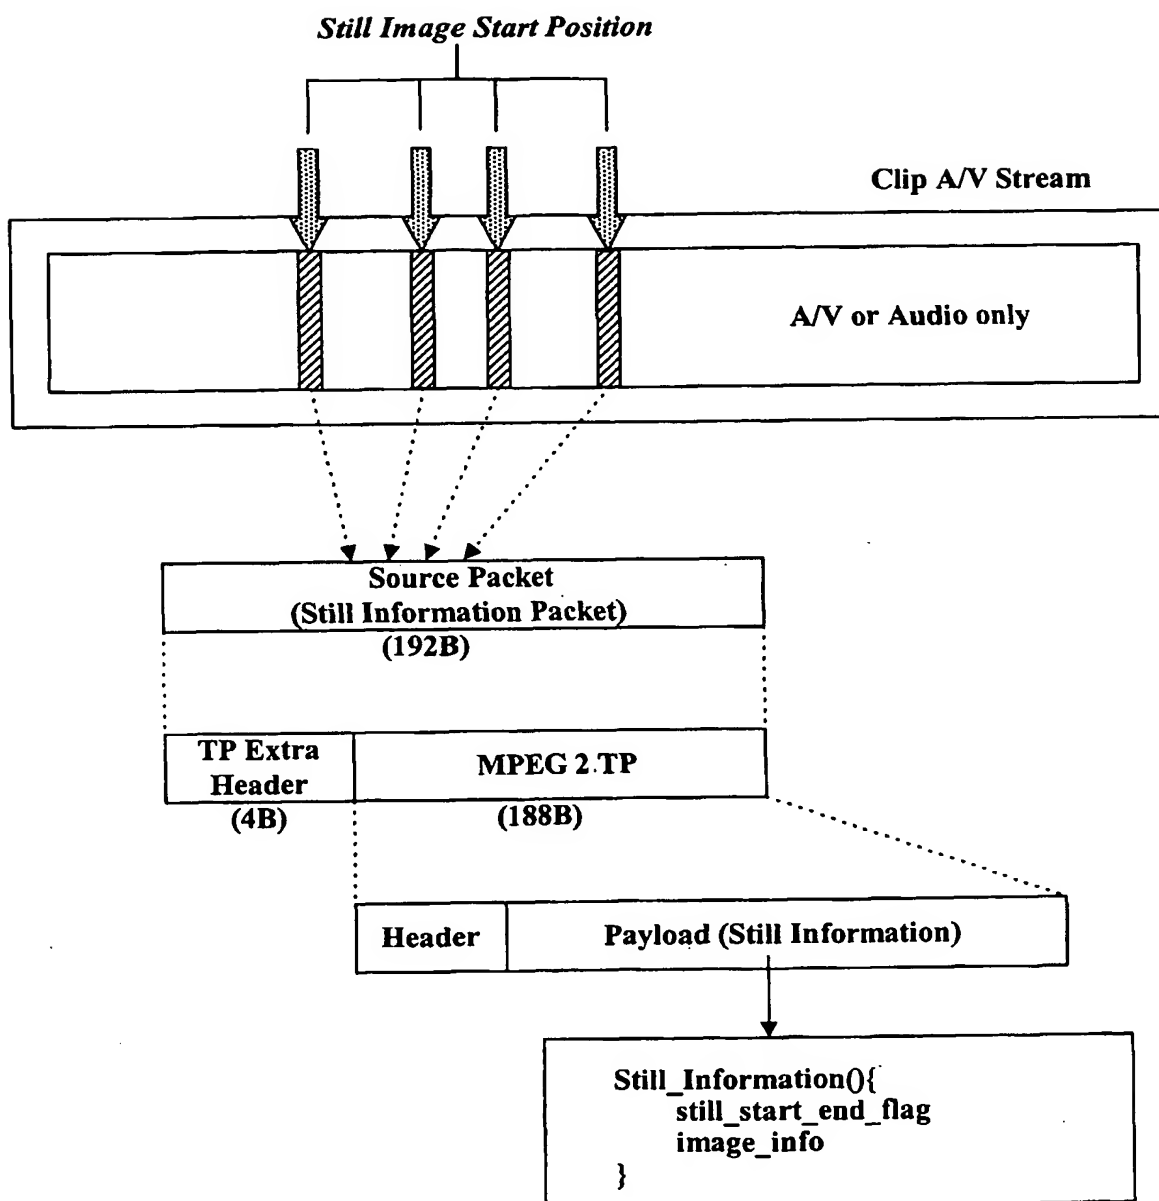 Still Image Start Position
Clip A/V Stream
A/V or Audio only
Source Packet
(Still Information Packet)
(192B)
TP Extra
Header
(4B)
MPEG 2.TP
(188B)
Header
Payload (Still Information)
Still_Information(){
still_start_end_flag
image_info
}